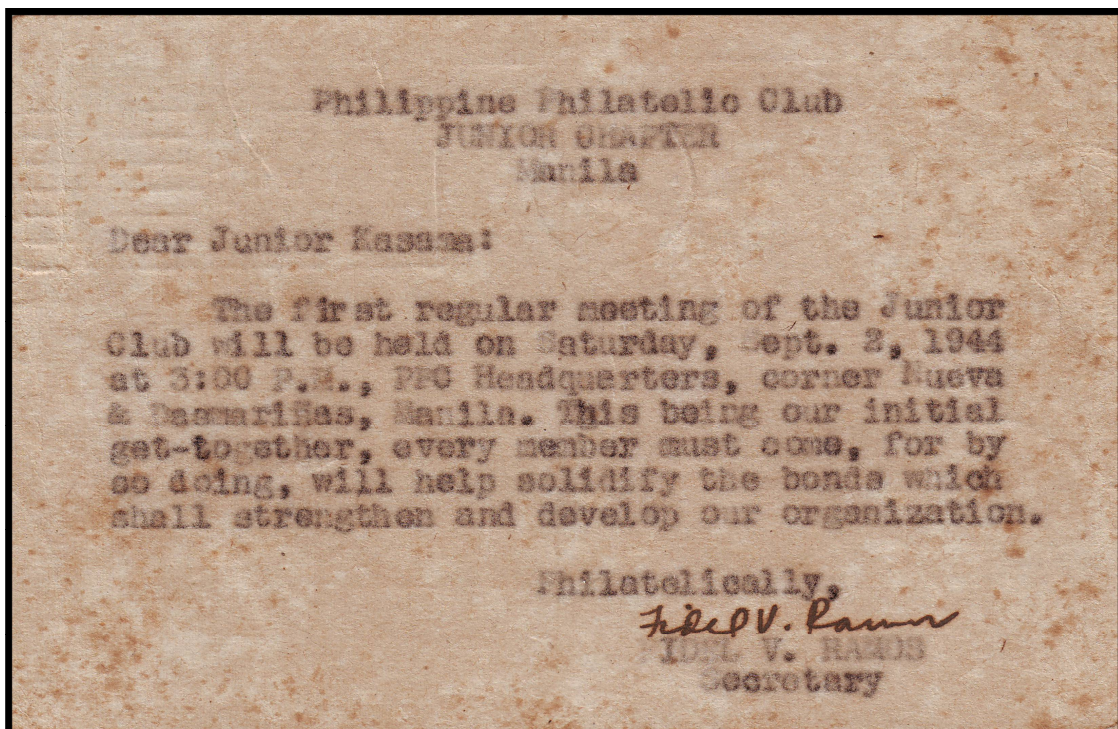 Philippine Philatelic Club
JUNIOR CHAPTER
Manila
Dear Junior Kasama:
The first regular meeting of the Junior
Club will be held on Saturday, Sept. 2, 1944
at 3:00 P.M., PPC Headquarters, corner Nueva
& Dasmariñas, Manila. This being our initial
get-together, every member must come, for by
so doing, will help solidify the bonds which
shall strengthen and develop our organization.
Philatelically,
Fidel V. Ramos
FIDEL V. RAMOS
Secretary